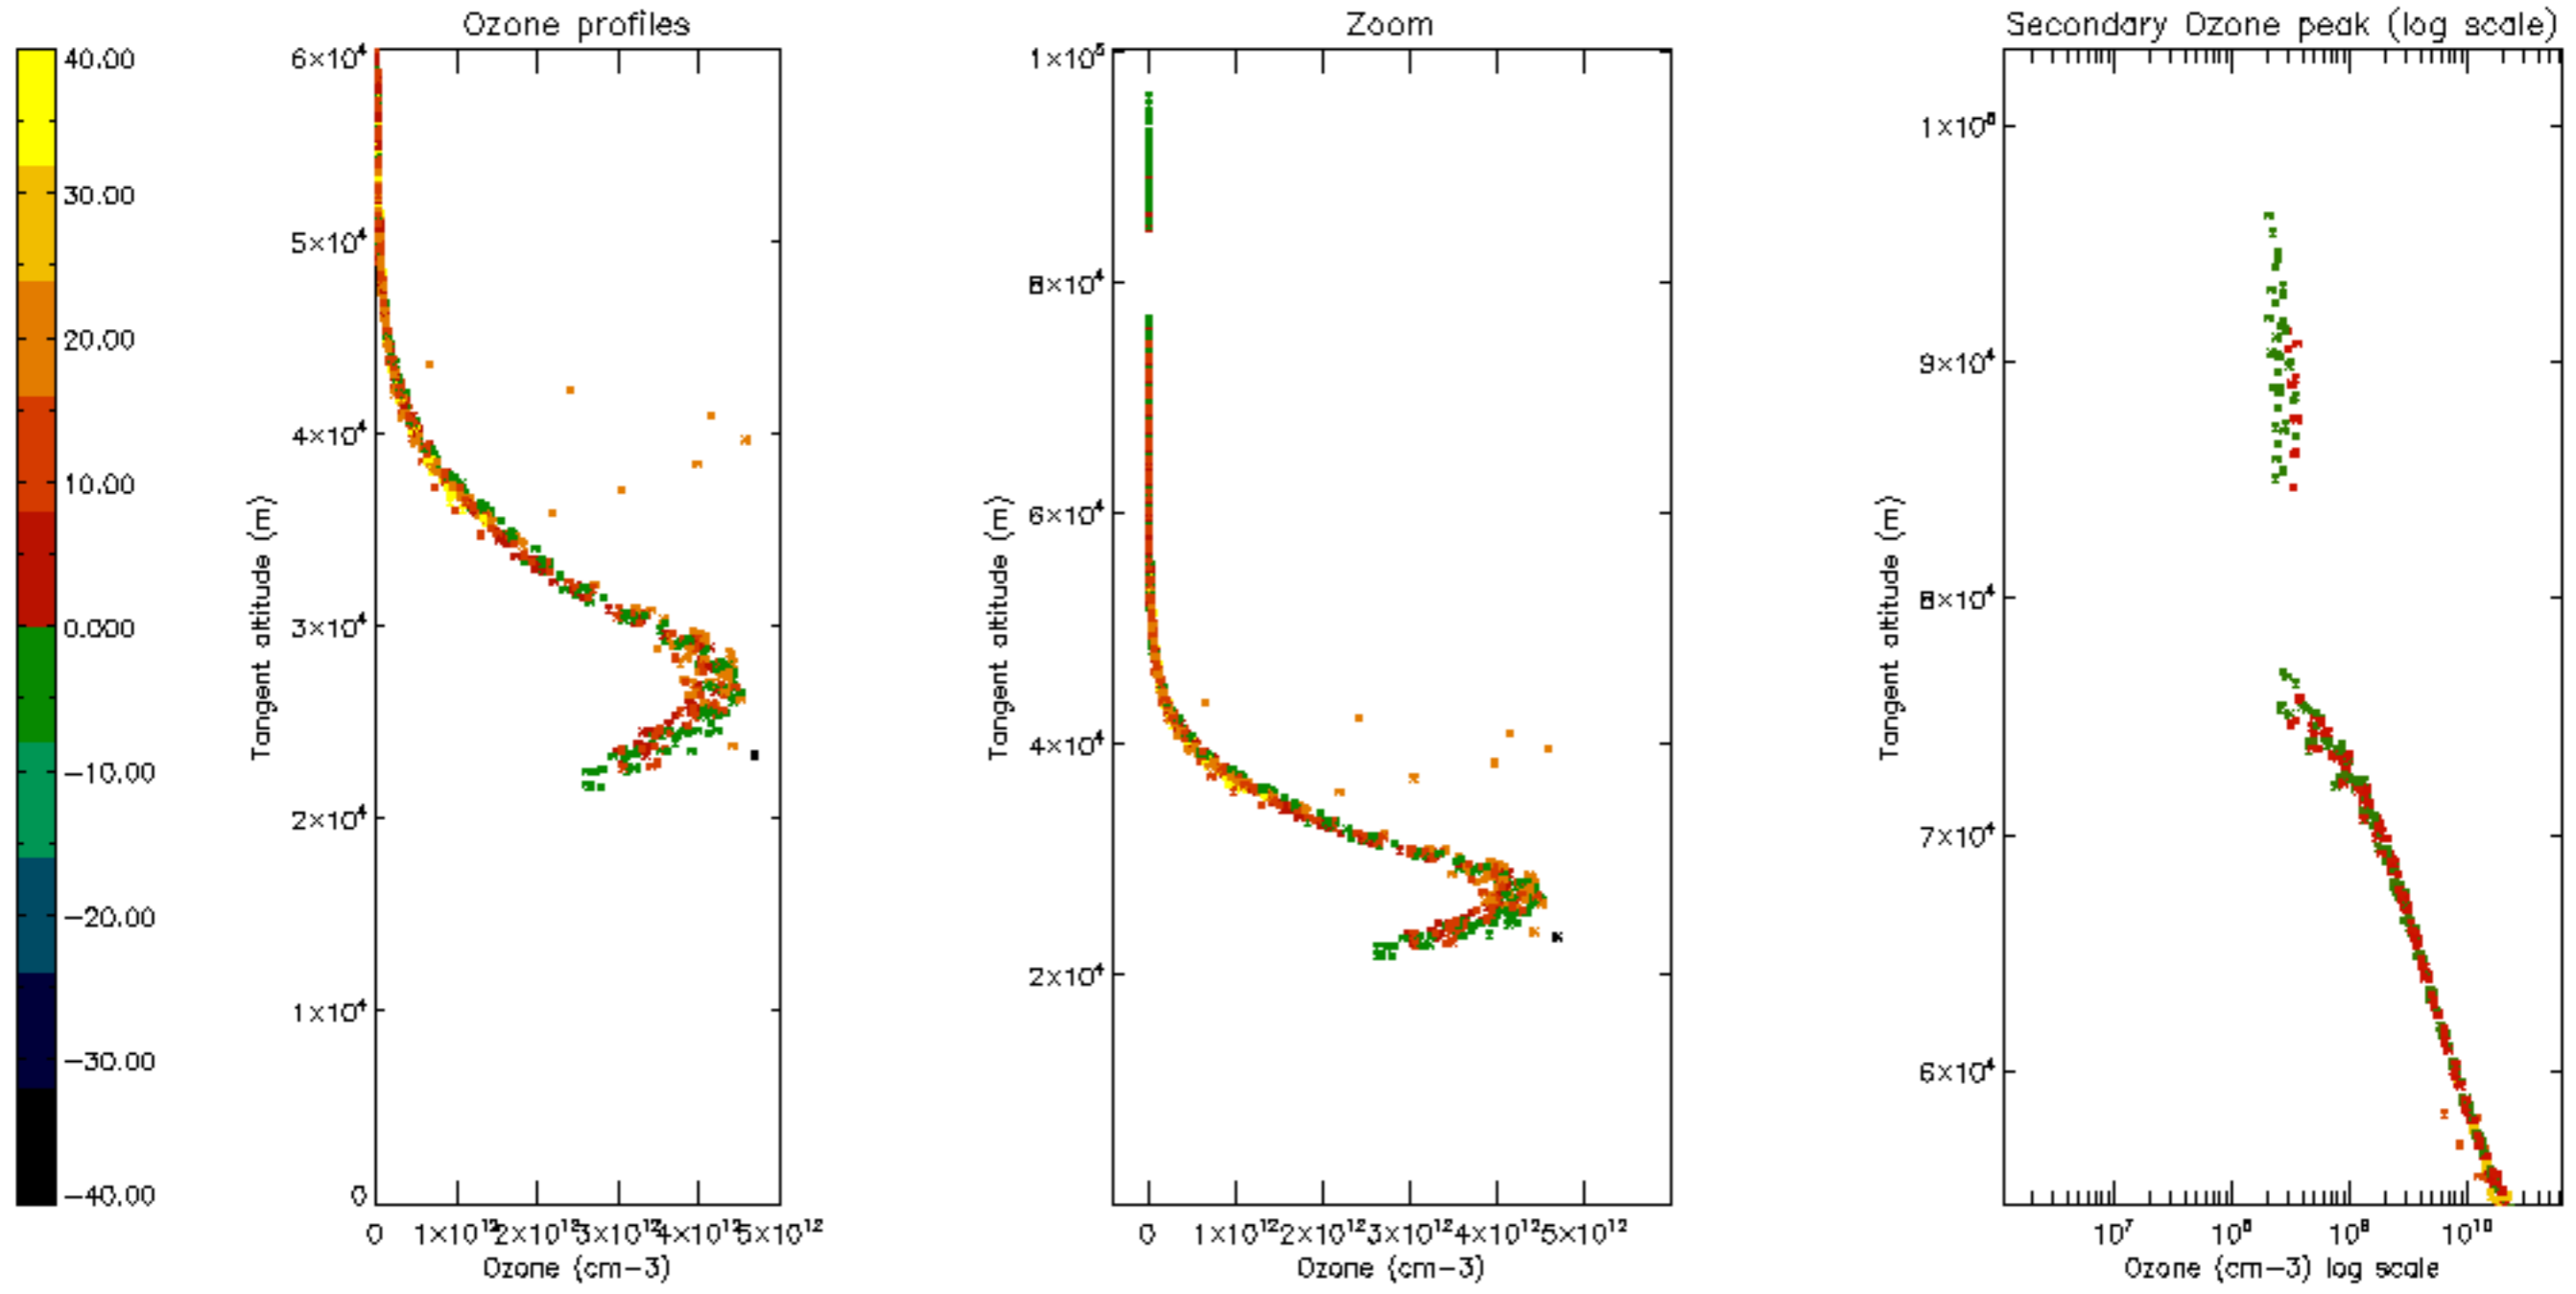 Ozone profiles
Zoom
Secondary Ozone peak (log scale)
40.00
30.00
20.00
10.00
0.000
−10.00
−20.00
−30.00
−40.00
6×10⁴
5×10⁴
4×10⁴
3×10⁴
2×10⁴
1×10⁴
0
Tangent altitude (m)
0 1×10¹² 2×10¹² 3×10¹² 4×10¹² 5×10¹²
Ozone (cm−3)
1×10⁵
8×10⁴
6×10⁴
4×10⁴
2×10⁴
Tangent altitude (m)
0 1×10¹² 2×10¹² 3×10¹² 4×10¹² 5×10¹²
Ozone (cm−3)
1×10⁵
9×10⁴
8×10⁴
7×10⁴
6×10⁴
Tangent altitude (m)
10⁷ 10⁸ 10⁹ 10¹⁰
Ozone (cm−3) log scale